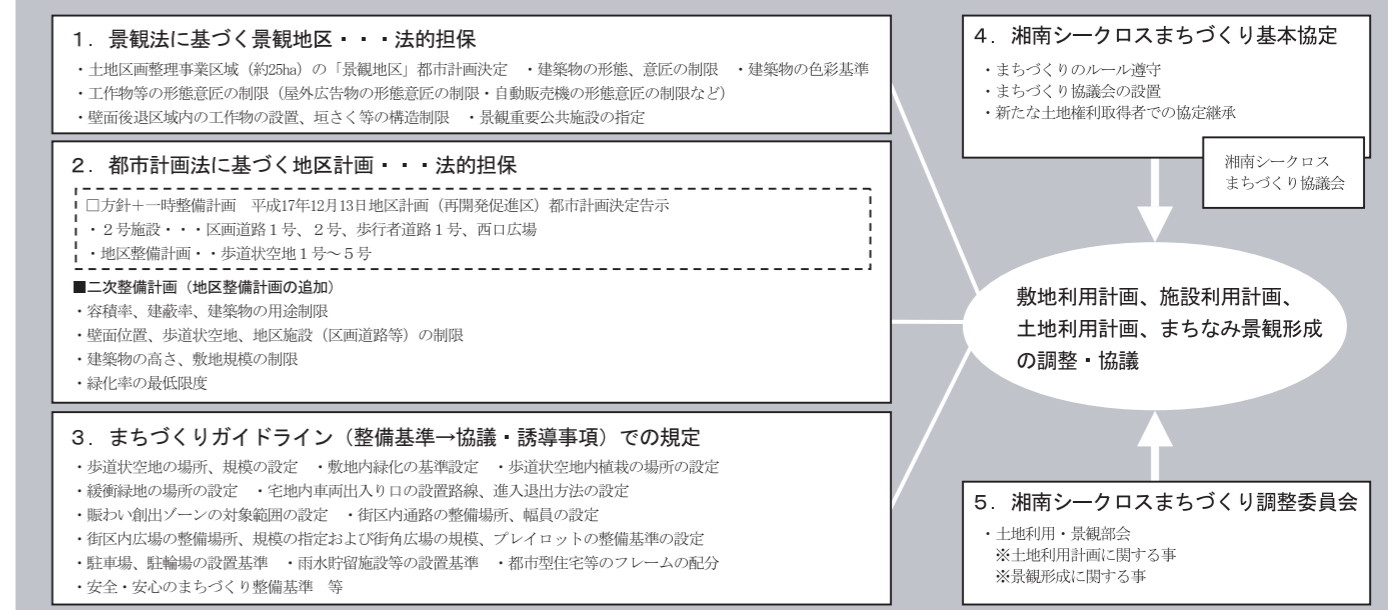 1．景観法に基づく景観地区・・・法的担保
・土地区画整理事業区域（約25ha）の「景観地区」都市計画決定　・建築物の形態、意匠の制限　・建築物の色彩基準
・工作物等の形態意匠の制限（屋外広告物の形態意匠の制限・自動販売機の形態意匠の制限など）
・壁面後退区域内の工作物の設置、垣さく等の構造制限　・景観重要公共施設の指定
2．都市計画法に基づく地区計画・・・法的担保
□方針＋一時整備計画　平成17年12月13日地区計画（再開発促進区）都市計画決定告示
・２号施設・・・区画道路１号、２号、歩行者道路１号、西口広場
・地区整備計画・・歩道状空地１号～５号
■二次整備計画（地区整備計画の追加）
・容積率、建蔽率、建築物の用途制限
・壁面位置、歩道状空地、地区施設（区画道路等）の制限
・建築物の高さ、敷地規模の制限
・緑化率の最低限度
3．まちづくりガイドライン（整備基準→協議・誘導事項）での規定
・歩道状空地の場所、規模の設定　・敷地内緑化の基準設定　・歩道状空地内植栽の場所の設定
・緩衝緑地の場所の設定　・宅地内車両出入り口の設置路線、進入退出方法の設定
・賑わい創出ゾーンの対象範囲の設定　・街区内通路の整備場所、幅員の設定
・街区内広場の整備場所、規模の指定および街角広場の規模、プレイロットの整備基準の設定
・駐車場、駐輪場の設置基準　・雨水貯留施設等の設置基準　・都市型住宅等のフレームの配分
・安全・安心のまちづくり整備基準　等
4．湘南シークロスまちづくり基本協定
・まちづくりのルール遵守
・まちづくり協議会の設置
・新たな土地権利取得者での協定継承
湘南シークロス
まちづくり協議会
敷地利用計画、施設利用計画、
土地利用計画、まちなみ景観形成
の調整・協議
5．湘南シークロスまちづくり調整委員会
・土地利用・景観部会
※土地利用計画に関する事
※景観形成に関する事